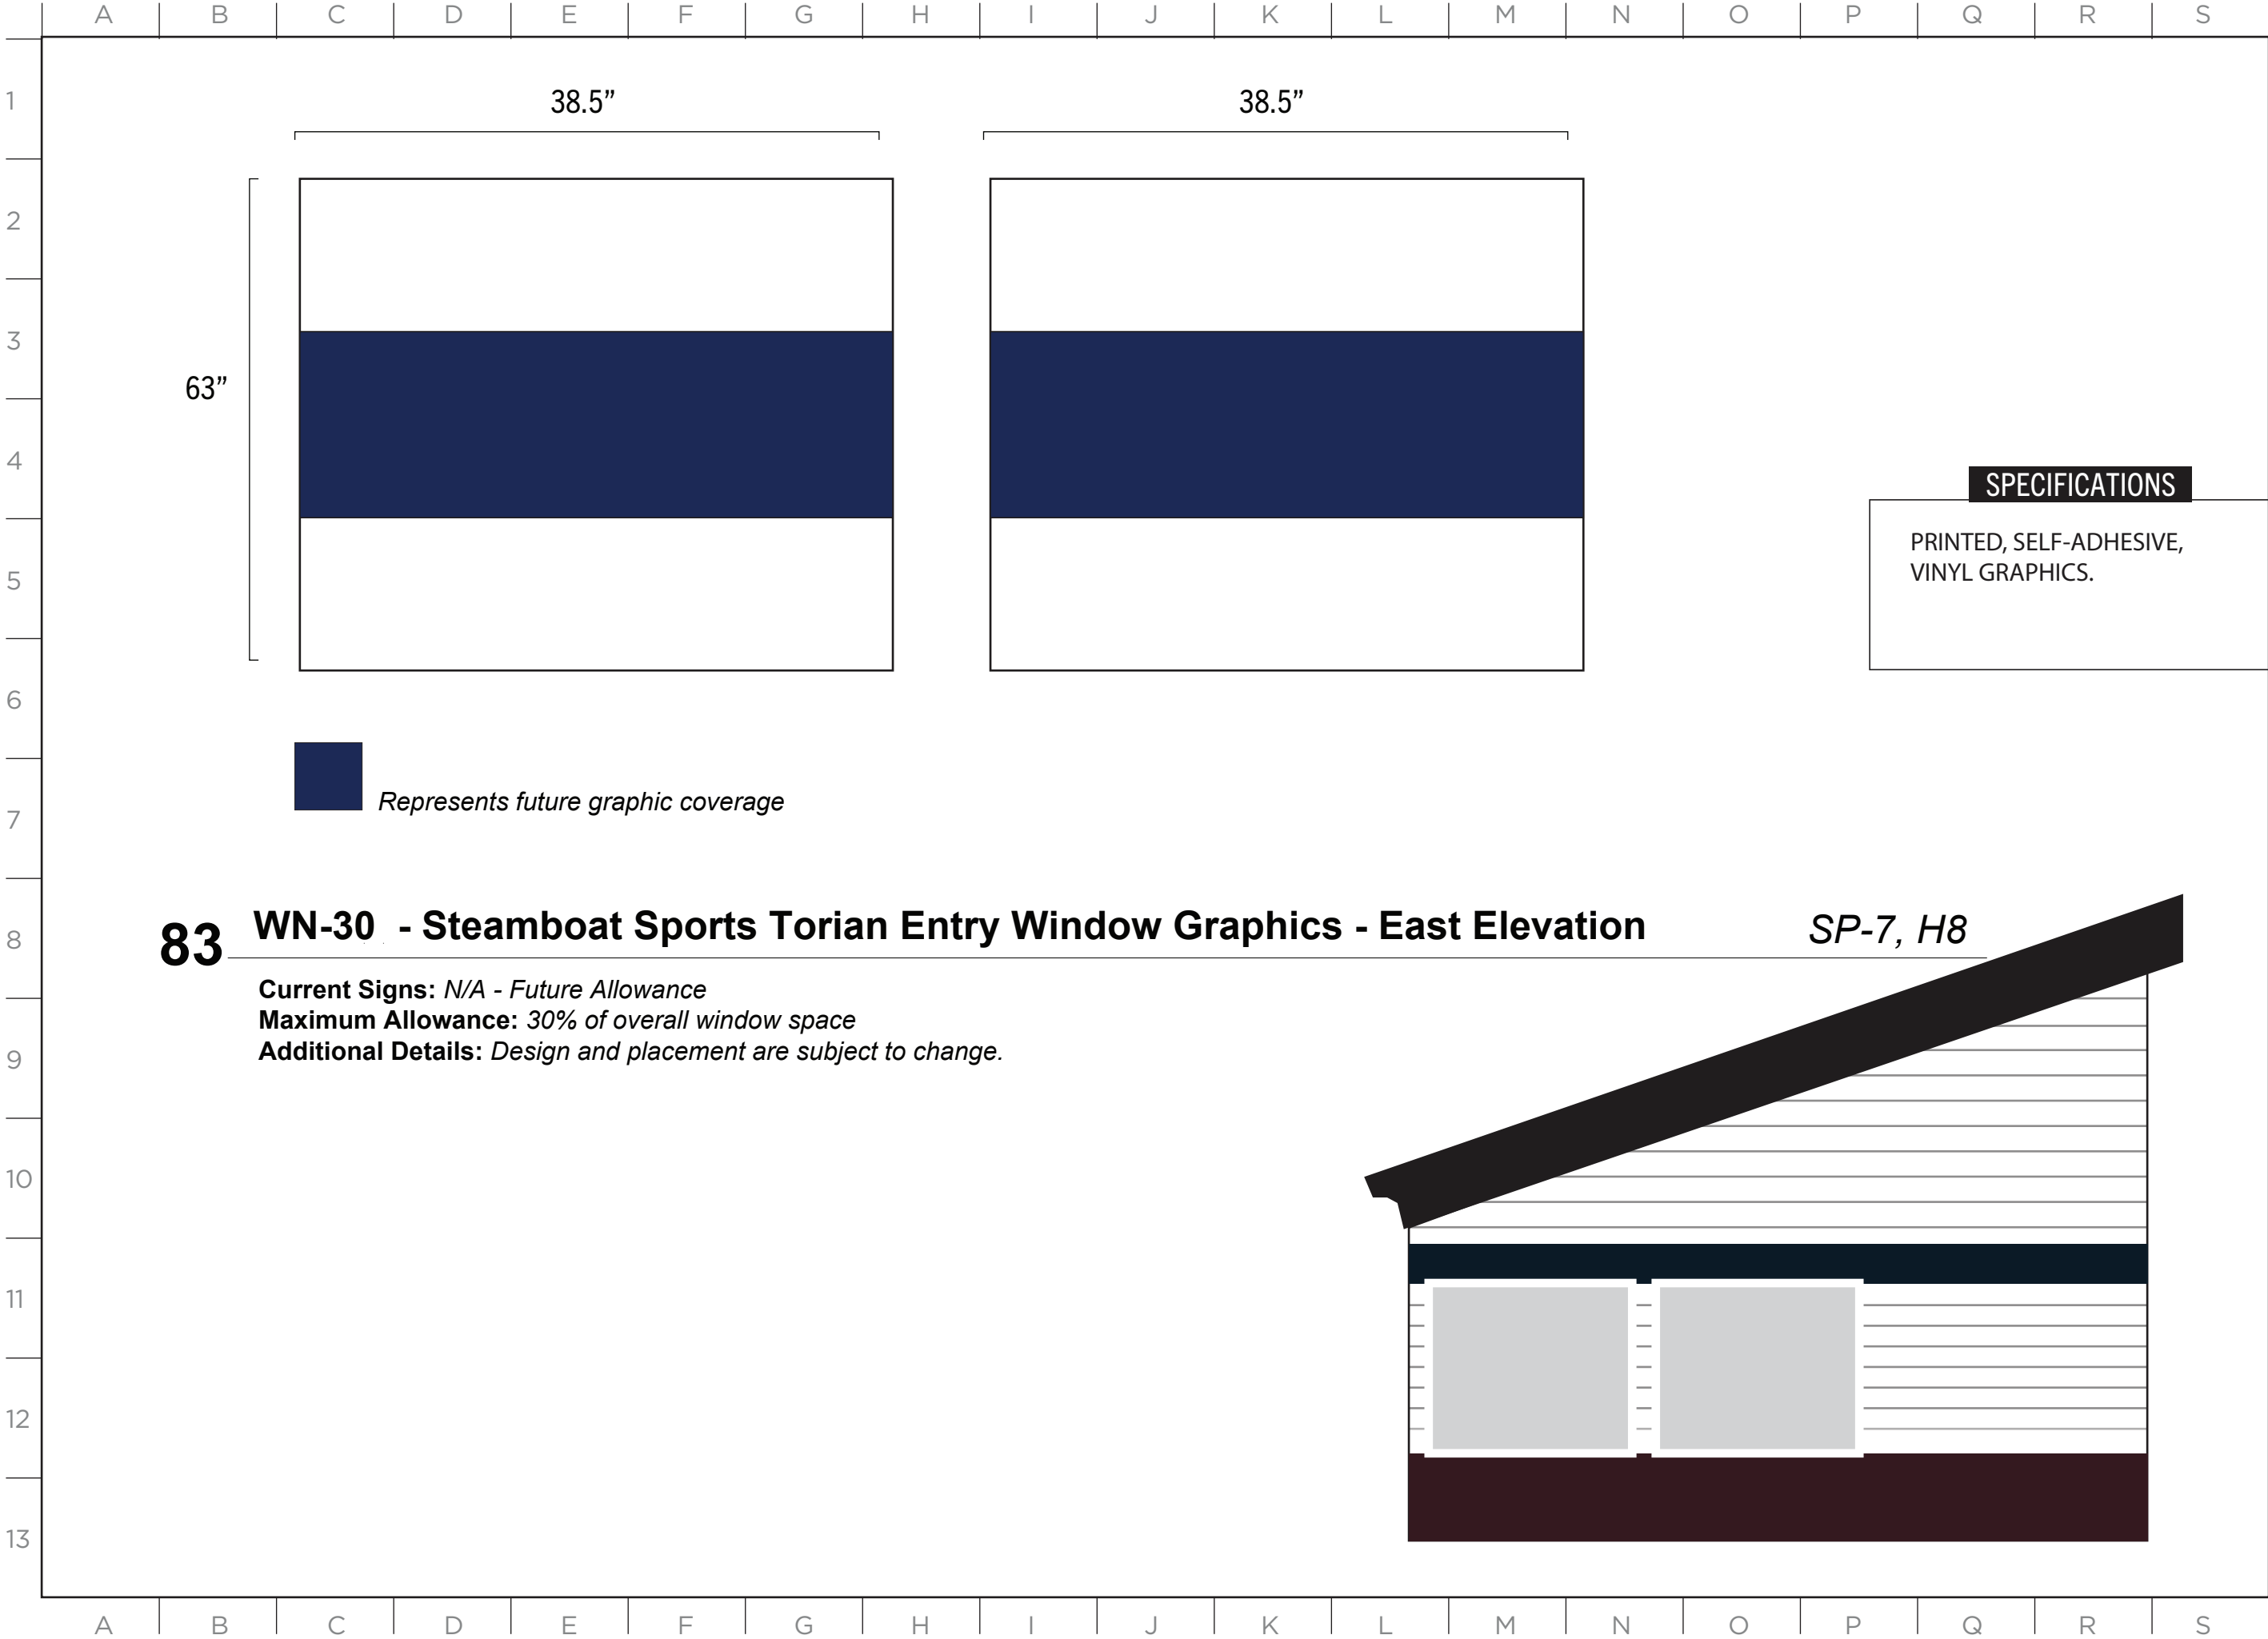 A B C D E F G H I J K L M N O P Q R S
1
38.5” 38.5”
2
3
63”
4
SPECIFICATIONS
PRINTED, SELF-ADHESIVE,
VINYL GRAPHICS.
5
6
Represents future graphic coverage
7
8
83 WN-30 - Steamboat Sports Torian Entry Window Graphics - East Elevation SP-7, H8
Current Signs: N/A - Future Allowance
Maximum Allowance: 30% of overall window space
Additional Details: Design and placement are subject to change.
9
10
11
12
13
A B C D E F G H I J K L M N O P Q R S